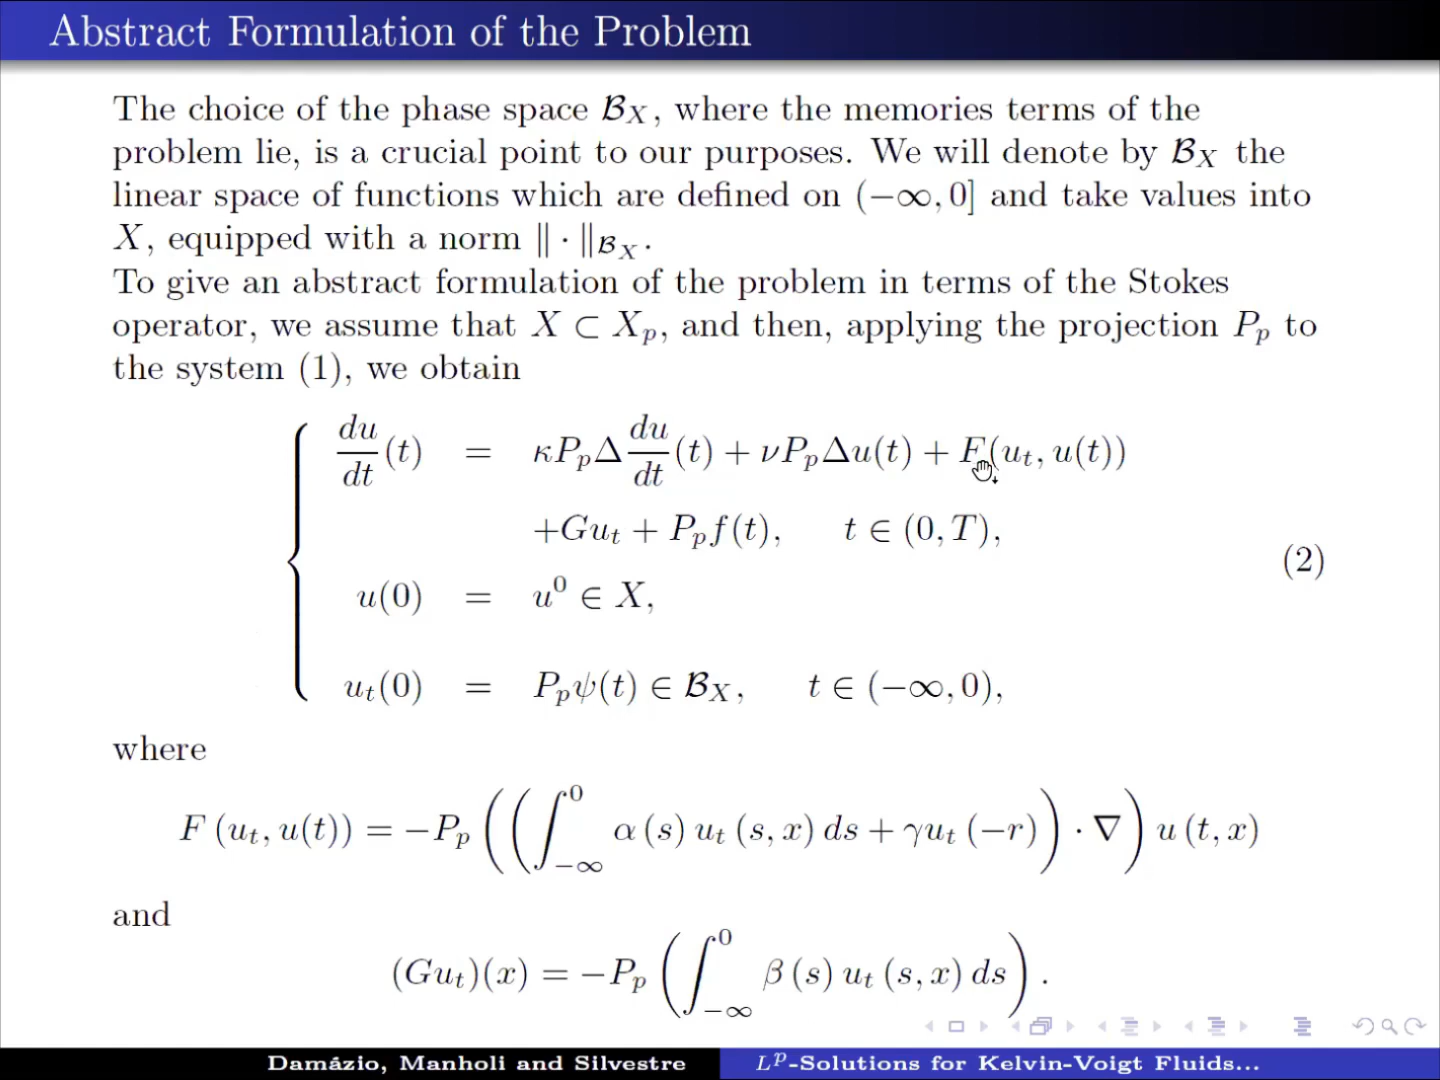 Abstract Formulation of the Problem
The choice of the phase space 𝓑_X, where the memories terms of the
problem lie, is a crucial point to our purposes. We will denote by 𝓑_X the
linear space of functions which are defined on (−∞, 0] and take values into
X, equipped with a norm ‖ · ‖_{𝓑_X}.
To give an abstract formulation of the problem in terms of the Stokes
operator, we assume that X ⊂ X_p, and then, applying the projection P_p to
the system (1), we obtain
du/dt (t) = κP_pΔ du/dt (t) + νP_pΔu(t) + F(u_t, u(t))
+Gu_t + P_p f(t), t ∈ (0, T),
(2)
u(0) = u⁰ ∈ X,
u_t(0) = P_pψ(t) ∈ 𝓑_X, t ∈ (−∞, 0),
where
F (u_t, u(t)) = −P_p ((∫_{−∞}^0 α (s) u_t (s, x) ds + γu_t (−r)) · ∇) u (t, x)
and
(Gu_t)(x) = −P_p (∫_{−∞}^0 β (s) u_t (s, x) ds) .
Damázio, Manholi and Silvestre L^p-Solutions for Kelvin-Voigt Fluids...